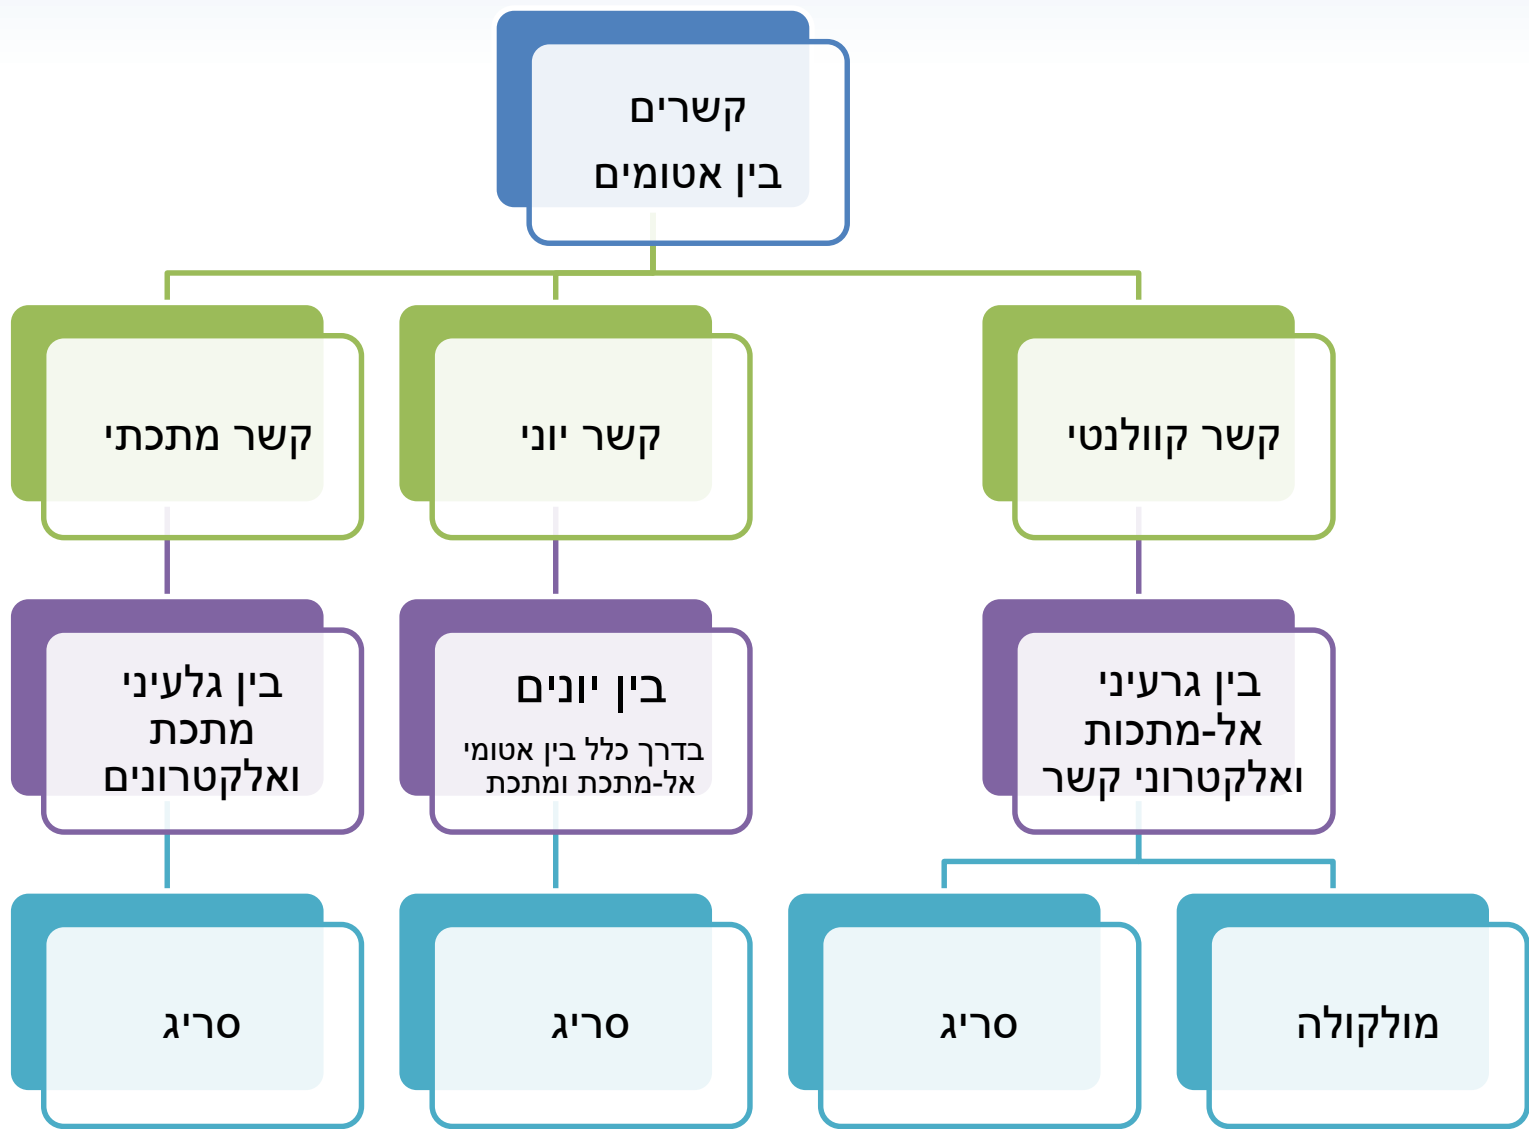 קשרים
בין אטומים
קשר קוולנטי
קשר יוני
קשר מתכתי
בין גרעיני
אל-מתכות
ואלקטרוני קשר
בין יונים
בדרך כלל בין אטומי
אל-מתכת ומתכת
בין גלעיני
מתכת
ואלקטרונים
מולקולה
סריג
סריג
סריג